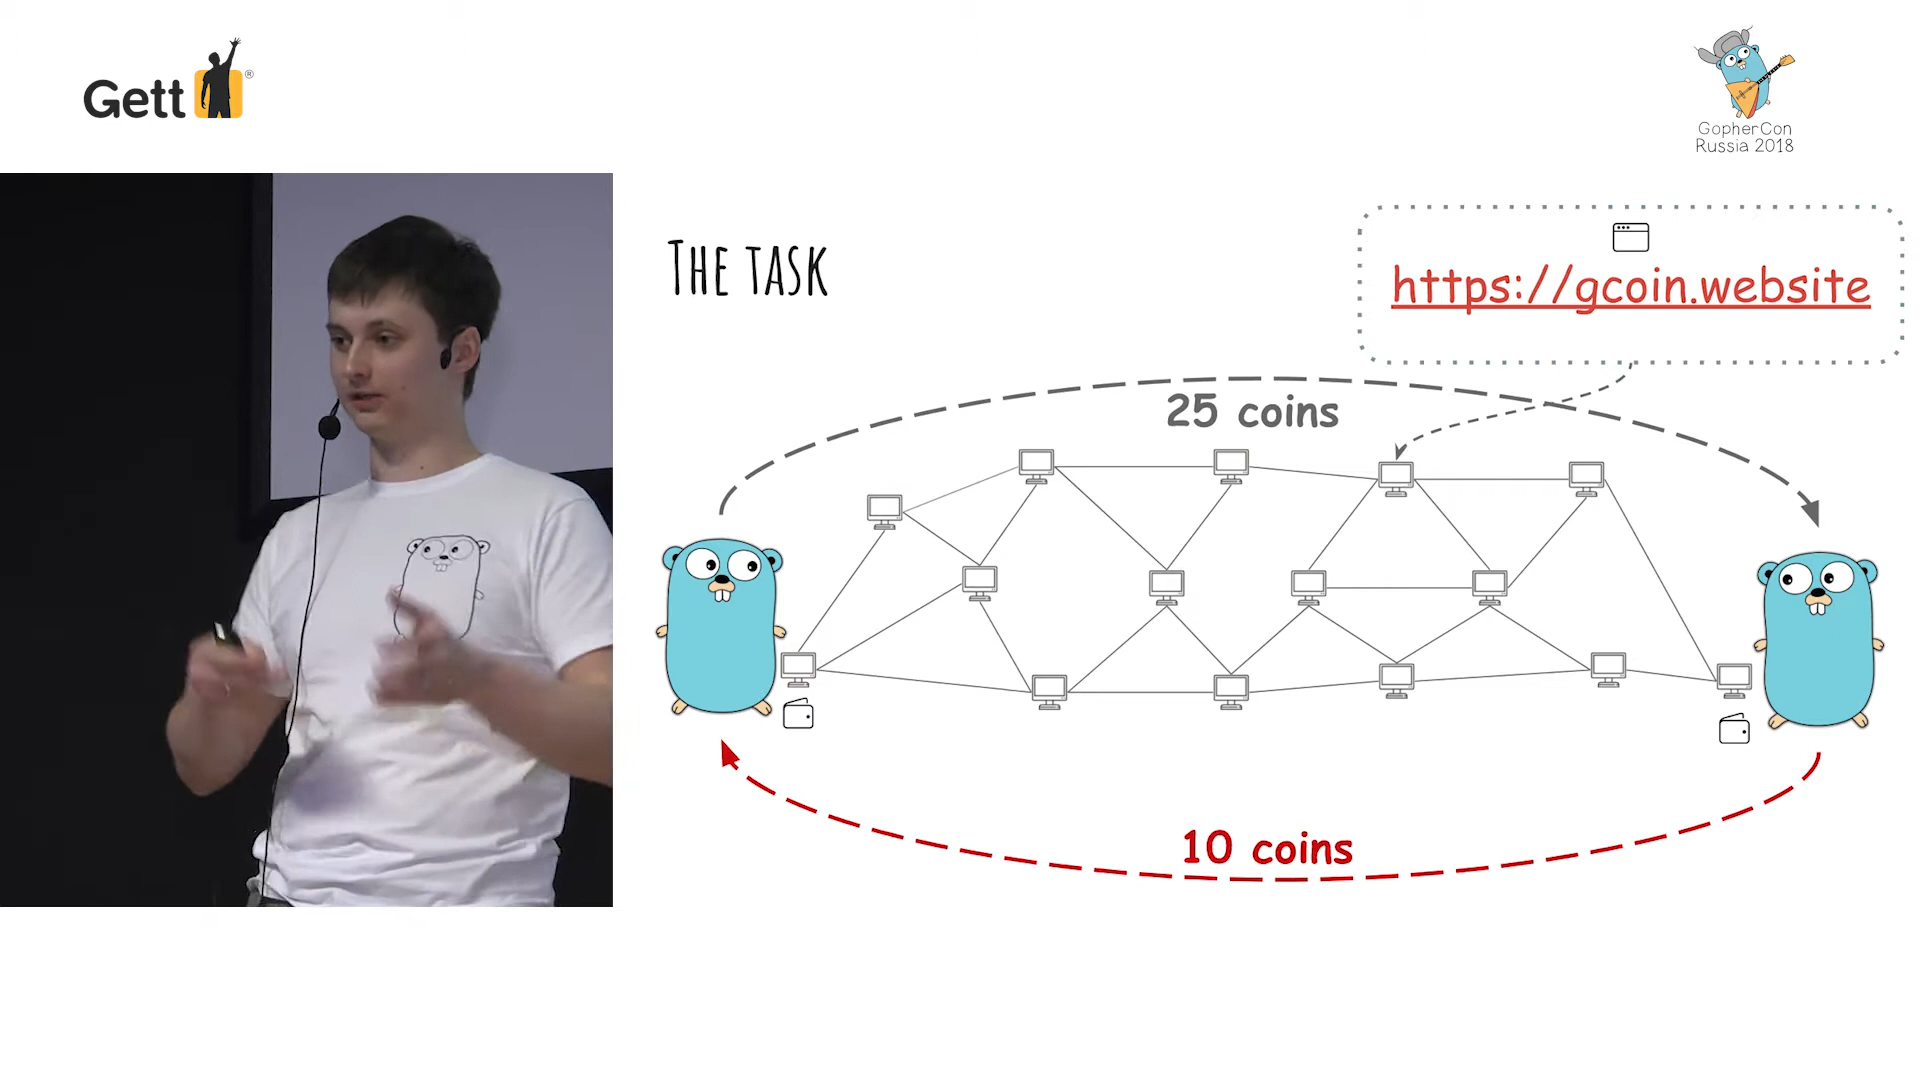 Gett®
GopherCon
Russia 2018
THE TASK
https://gcoin.website
25 coins
10 coins